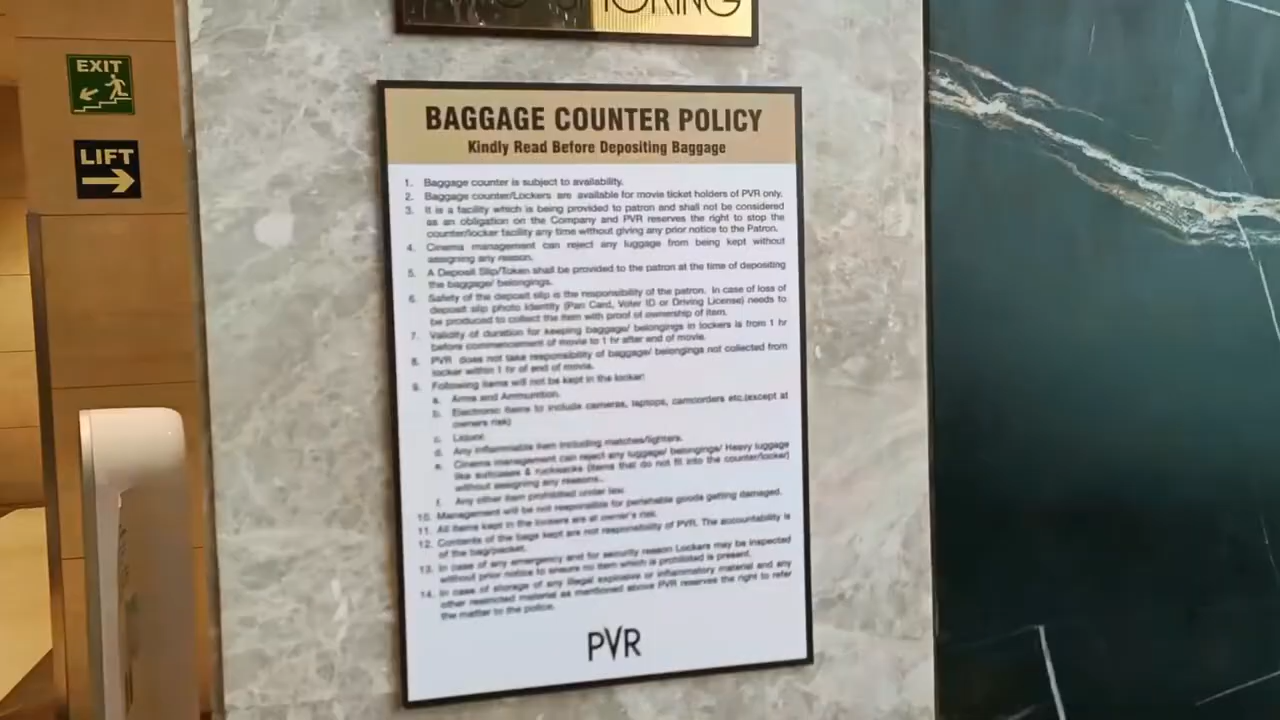 SMOKING
EXIT
LIFT
BAGGAGE COUNTER POLICY
Kindly Read Before Depositing Baggage
1. Baggage counter is subject to availability.
2. Baggage counter/Lockers are available for movie ticket holders of PVR only.
3. It is a facility which is being provided to patron and shall not be considered
as an obligation on the Company and PVR reserves the right to stop the
counter/locker facility any time without giving any prior notice to the Patron.
4. Cinema management can reject any luggage from being kept without
assigning any reason.
5. A Deposit Slip/Token shall be provided to the patron at the time of depositing
the baggage/ belongings.
6. Safety of the deposit slip is the responsibility of the patron. In case of loss of
deposit slip photo Identity (Pan Card, Voter ID or Driving License) needs to
be produced to collect the item with proof of ownership of item.
7. Validity of duration for keeping baggage/ belongings in lockers is from 1 hr
before commencement of movie to 1 hr after end of movie.
8. PVR does not take responsibility of baggage/ belongings not collected from
locker within 1 hr of end of movie.
9. Following items will not be kept in the locker:
a. Arms and Ammunition.
b. Electronic items to include cameras, laptops, camcorders etc.(except at
owners risk)
c. Liquor
d. Any inflammable item including matches/lighters.
e. Cinema management can reject any luggage/ belongings/ Heavy luggage
like suitcases & rucksacks (items that do not fit into the counter/locker)
without assigning any reasons..
f. Any other item prohibited under law.
10. Management will be not responsible for perishable goods getting damaged.
11. All items kept in the lockers are at owner's risk.
12. Contents of the bags kept are not responsibility of PVR. The accountability is
of the bag/packet.
13. In case of any emergency and for security reason Lockers may be inspected
without prior notice to ensure no item which is prohibited is present.
14. In case of storage of any illegal explosive or inflammatory material and any
other restricted material as mentioned above PVR reserves the right to refer
the matter to the police.
PVR